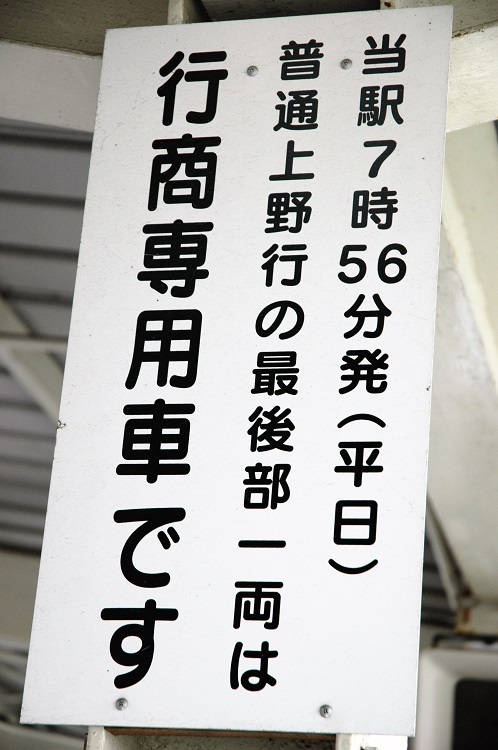 当駅7時56分発(平日)
普通上野行の最後部一両は
行商専用車です